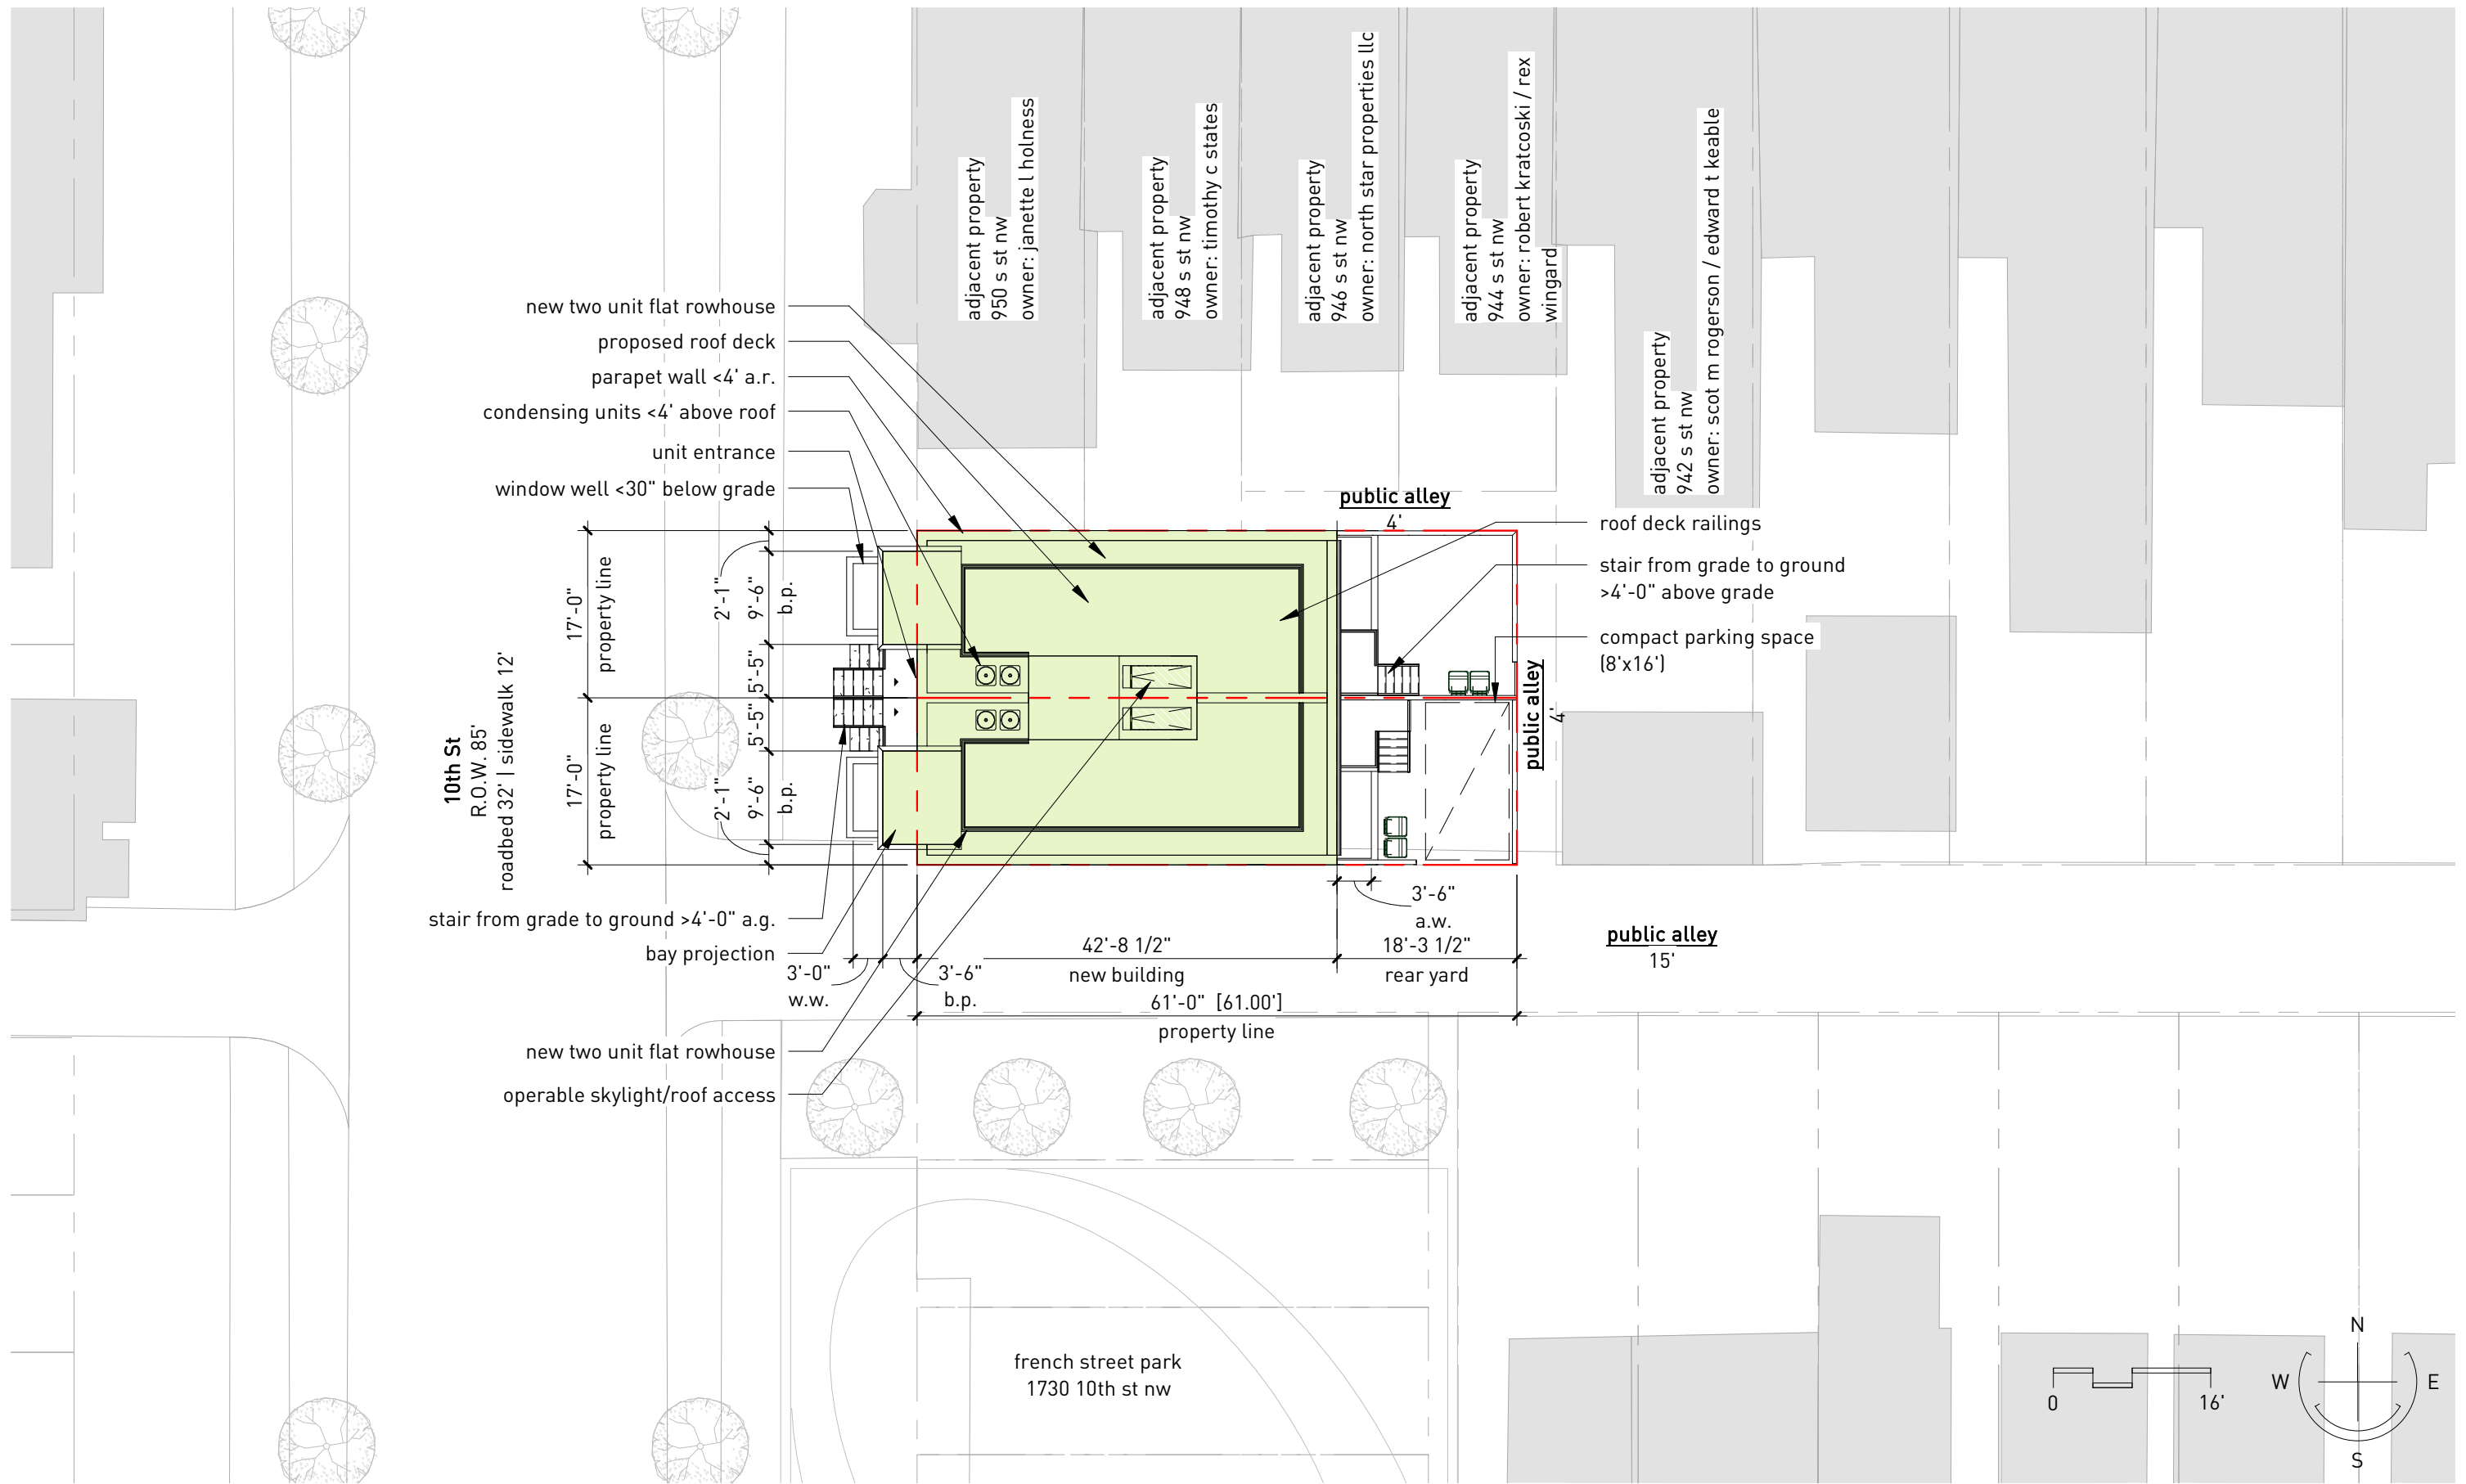 adjacent property
950 s st nw
owner: janette l holness
adjacent property
948 s st nw
owner: timothy c states
adjacent property
946 s st nw
owner: north star properties llc
adjacent property
944 s st nw
owner: robert kratcoski / rex
wingard
adjacent property
942 s st nw
owner: scot m rogerson / edward t keable
new two unit flat rowhouse
proposed roof deck
parapet wall <4' a.r.
condensing units <4' above roof
unit entrance
window well <30" below grade
public alley
4'
roof deck railings
stair from grade to ground
>4'-0" above grade
compact parking space
(8'x16')
public alley
4'
17'-0"
property line
17'-0"
property line
2'-1"
9'-6"
b.p.
5'-5"
5'-5"
2'-1"
9'-6"
b.p.
10th St
R.O.W. 85'
roadbed 32' | sidewalk 12'
stair from grade to ground >4'-0" a.g.
bay projection
3'-0"
w.w.
3'-6"
b.p.
42'-8 1/2"
new building
3'-6"
a.w.
18'-3 1/2"
rear yard
61'-0" [61.00']
property line
public alley
15'
new two unit flat rowhouse
operable skylight/roof access
french street park
1730 10th st nw
0
16'
N
W
E
S